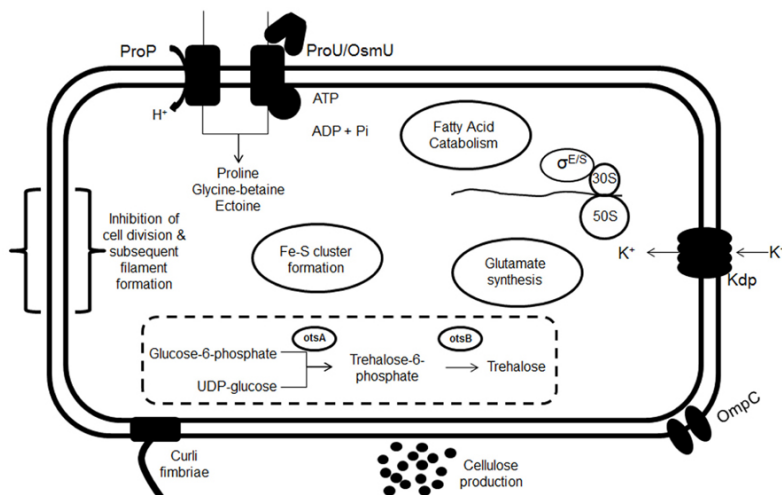 ProP
ProU/OsmU
H+
ATP
ADP + Pi
Proline
Glycine-betaine
Ectoine
Fatty Acid
Catabolism
σE/S
30S
50S
Inhibition of
cell division &
subsequent
filament
formation
Fe-S cluster
formation
Glutamate
synthesis
K+
K+
Kdp
otsA
otsB
Glucose-6-phosphate
UDP-glucose
Trehalose-6-
phosphate
Trehalose
OmpC
Curli
fimbriae
Cellulose
production